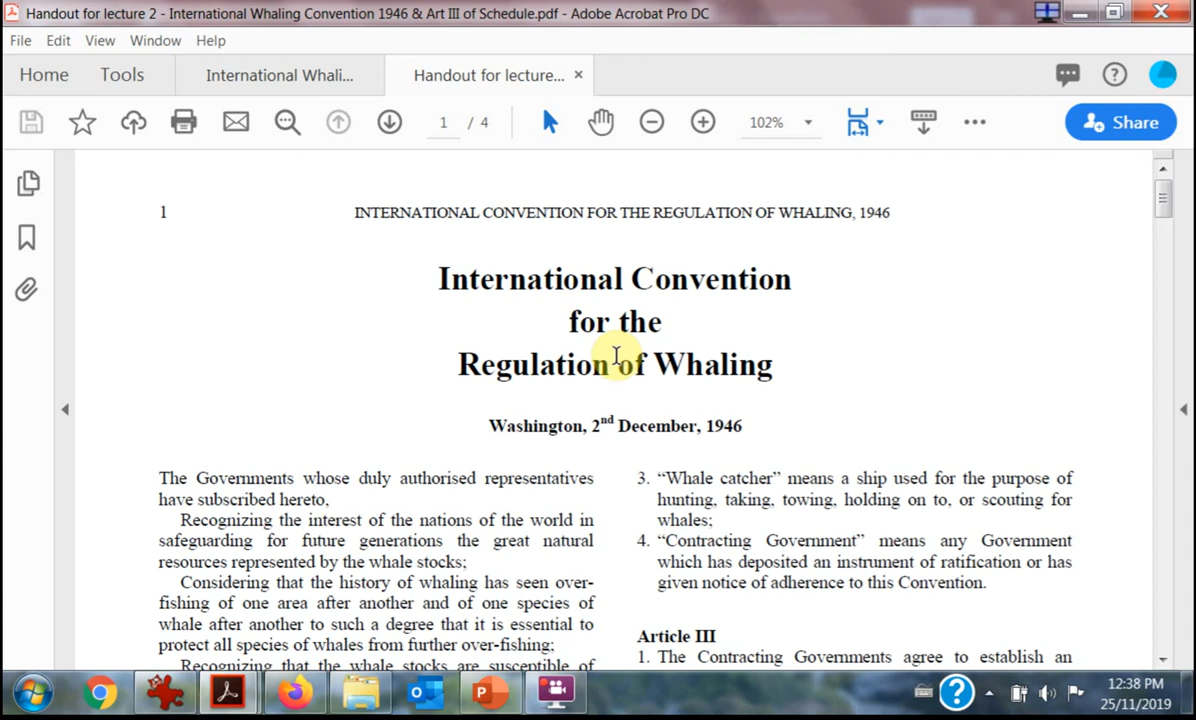 Handout for lecture 2 - International Whaling Convention 1946 & Art III of Schedule.pdf - Adobe Acrobat Pro DC
File Edit View Window Help
Home Tools International Whali... Handout for lecture... ×
1 / 4 102% Share
1 INTERNATIONAL CONVENTION FOR THE REGULATION OF WHALING, 1946
International Convention
for the
Regulation of Whaling
Washington, 2nd December, 1946
The Governments whose duly authorised representatives
have subscribed hereto,
Recognizing the interest of the nations of the world in
safeguarding for future generations the great natural
resources represented by the whale stocks;
Considering that the history of whaling has seen over-
fishing of one area after another and of one species of
whale after another to such a degree that it is essential to
protect all species of whales from further over-fishing;
Recognizing that the whale stocks are susceptible of
3. “Whale catcher” means a ship used for the purpose of
hunting, taking, towing, holding on to, or scouting for
whales;
4. “Contracting Government” means any Government
which has deposited an instrument of ratification or has
given notice of adherence to this Convention.
Article III
1. The Contracting Governments agree to establish an
12:38 PM
25/11/2019